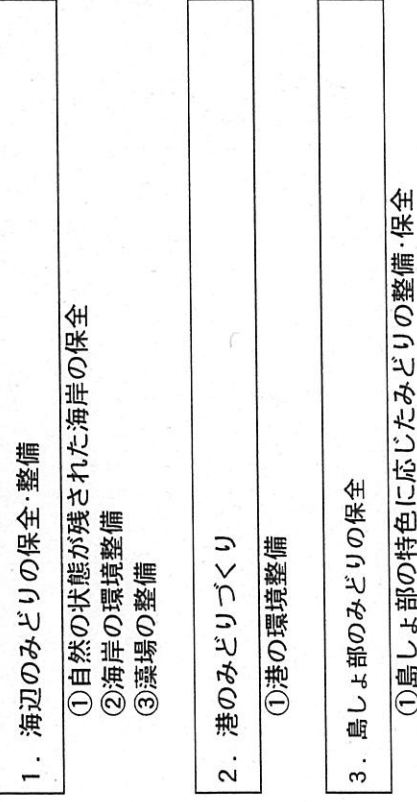 1．海辺のみどりの保全・整備
①自然の状態が残された海岸の保全
②海岸の環境整備
③藻場の整備
2．港のみどりづくり
①港の環境整備
3．島しょ部のみどりの保全
①島しょ部の特色に応じたみどりの整備・保全